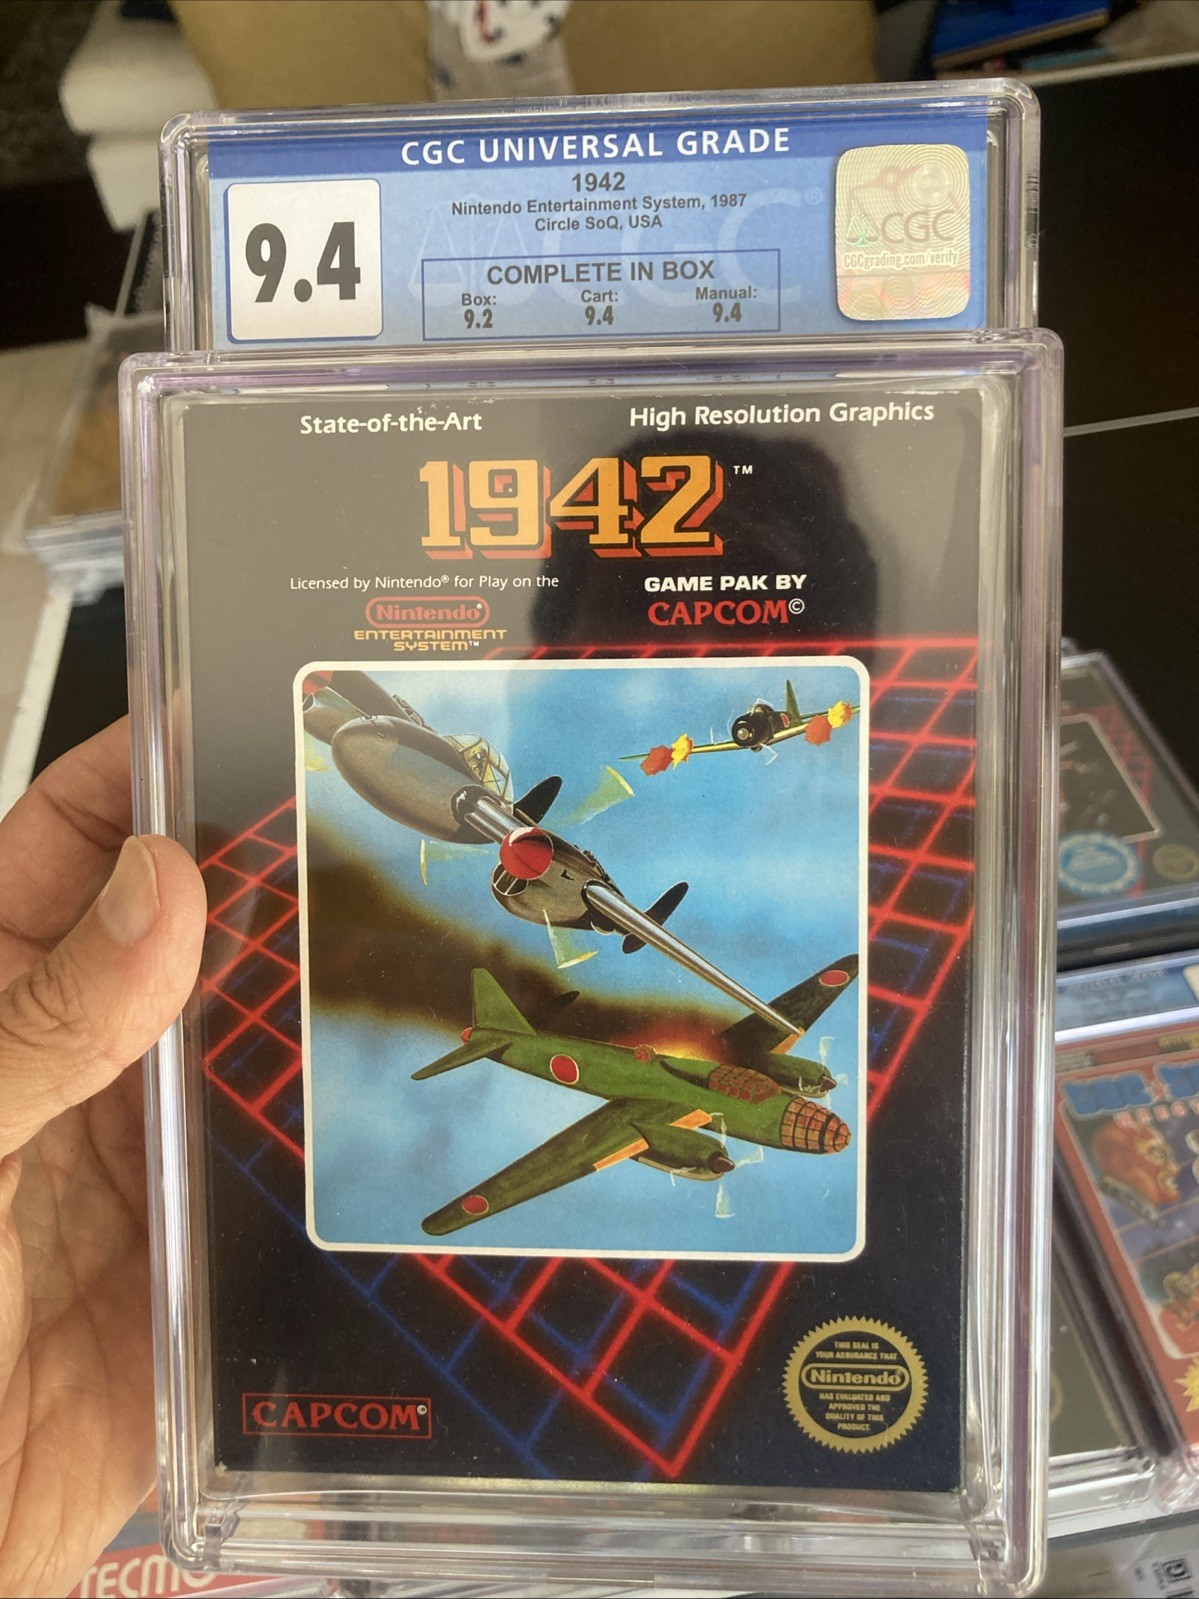 CGC UNIVERSAL GRADE
9.4
1942
Nintendo Entertainment System, 1987
Circle SoQ, USA
COMPLETE IN BOX
Box: Cart: Manual:
9.2 9.4 9.4
CGC
CGCgrading.com/verify
State-of-the-Art High Resolution Graphics
1942™
Licensed by Nintendo® for Play on the
Nintendo®
ENTERTAINMENT
SYSTEM™
GAME PAK BY
CAPCOM©
CAPCOM©
THIS SEAL IS
YOUR ASSURANCE THAT
Nintendo
HAS EVALUATED AND
APPROVED THE
QUALITY OF THIS
PRODUCT.
TECMO